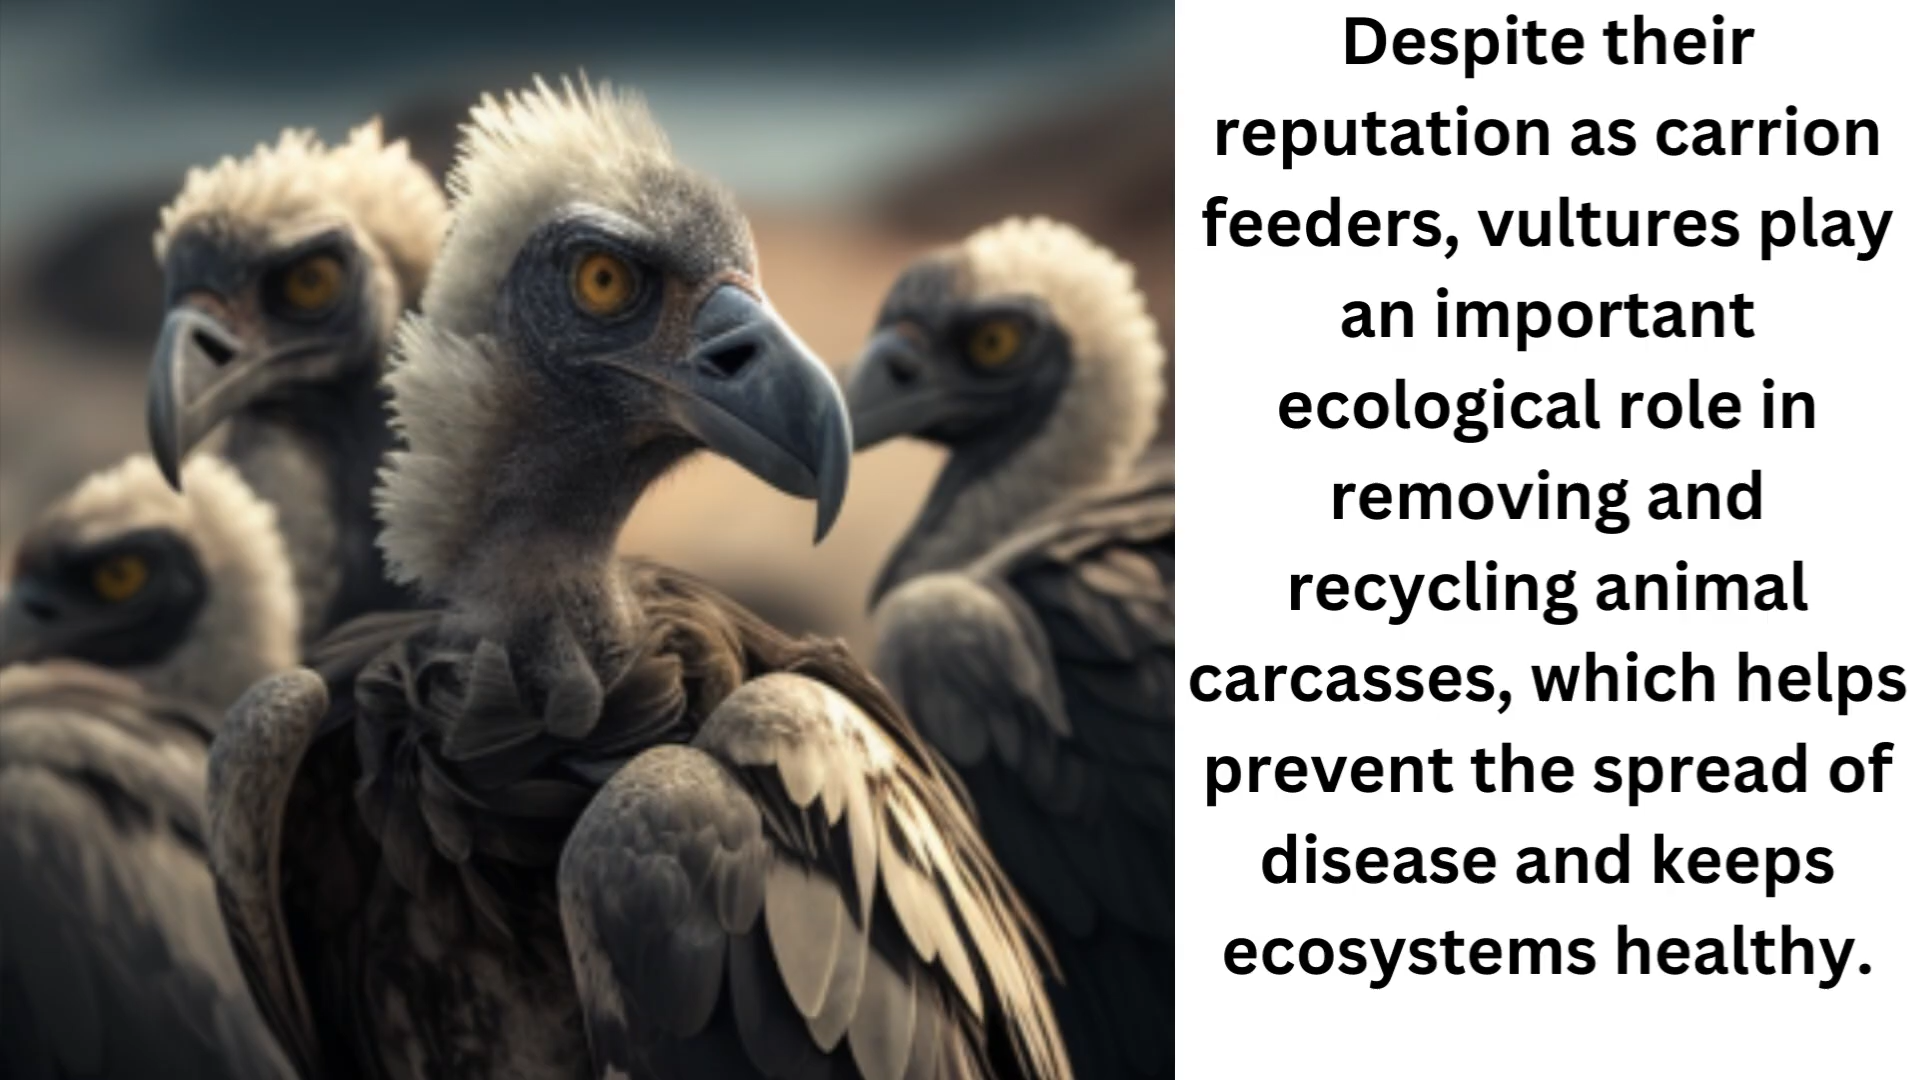 Despite their
reputation as carrion
feeders, vultures play
an important
ecological role in
removing and
recycling animal
carcasses, which helps
prevent the spread of
disease and keeps
ecosystems healthy.